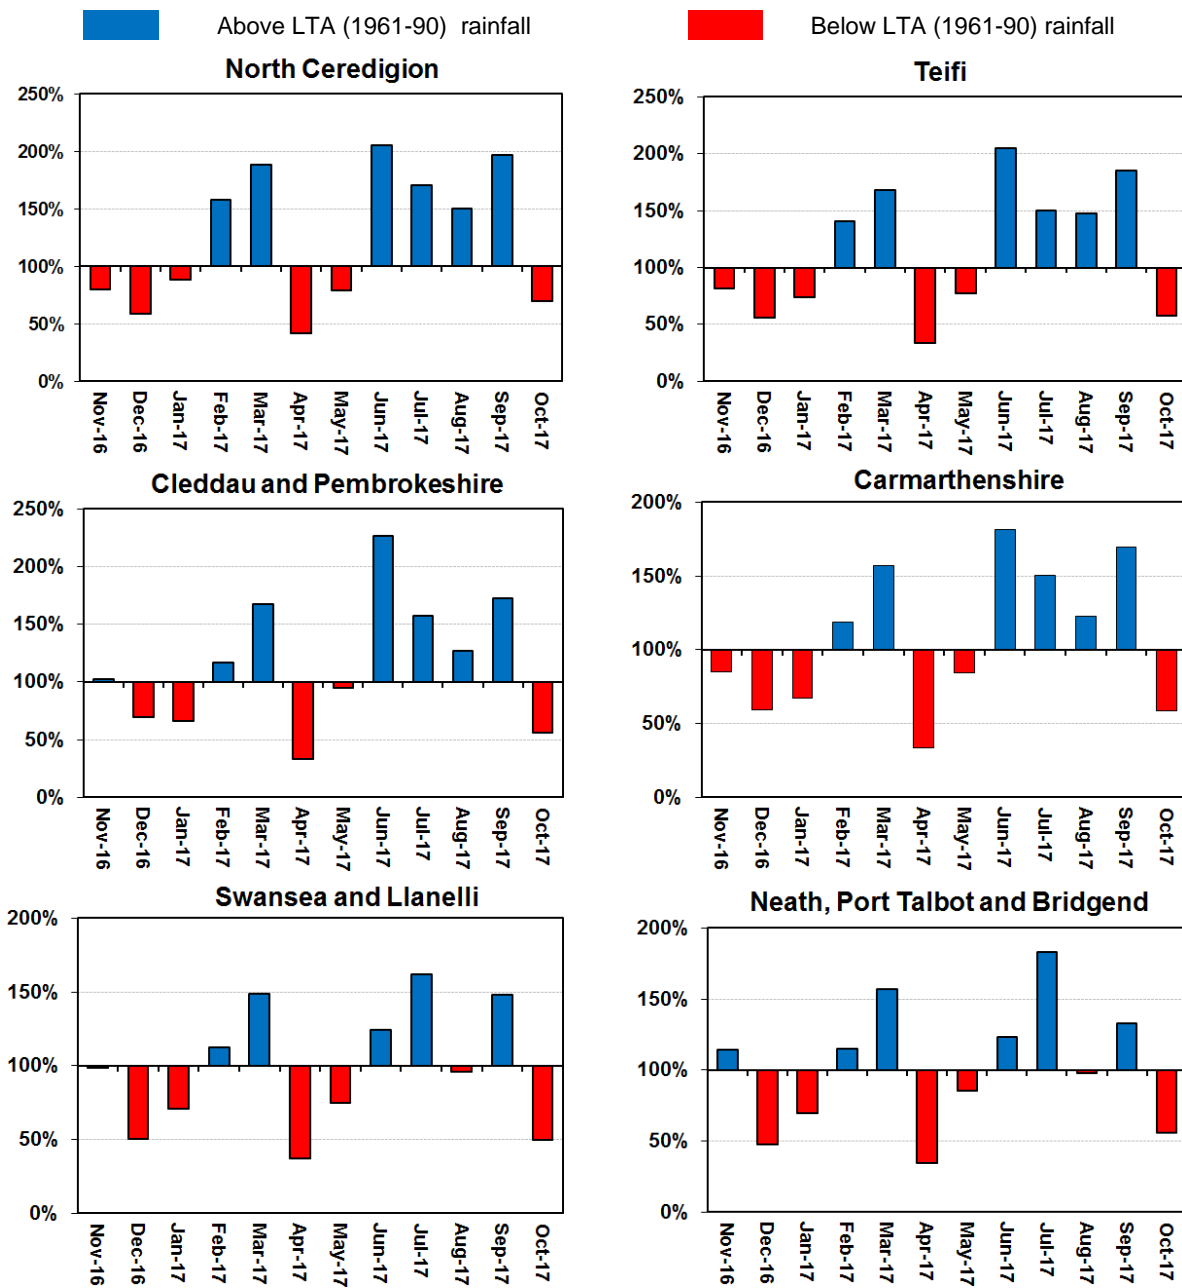 Above LTA (1961-90) rainfall
Below LTA (1961-90) rainfall
North Ceredigion
250%
200%
150%
100%
50%
0%
Nov-16
Dec-16
Jan-17
Feb-17
Mar-17
Apr-17
May-17
Jun-17
Jul-17
Aug-17
Sep-17
Oct-17
Teifi
250%
200%
150%
100%
50%
0%
Nov-16
Dec-16
Jan-17
Feb-17
Mar-17
Apr-17
May-17
Jun-17
Jul-17
Aug-17
Sep-17
Oct-17
Cleddau and Pembrokeshire
250%
200%
150%
100%
50%
0%
Nov-16
Dec-16
Jan-17
Feb-17
Mar-17
Apr-17
May-17
Jun-17
Jul-17
Aug-17
Sep-17
Oct-17
Carmarthenshire
200%
150%
100%
50%
0%
Nov-16
Dec-16
Jan-17
Feb-17
Mar-17
Apr-17
May-17
Jun-17
Jul-17
Aug-17
Sep-17
Oct-17
Swansea and Llanelli
200%
150%
100%
50%
0%
Nov-16
Dec-16
Jan-17
Feb-17
Mar-17
Apr-17
May-17
Jun-17
Jul-17
Aug-17
Sep-17
Oct-17
Neath, Port Talbot and Bridgend
200%
150%
100%
50%
0%
Nov-16
Dec-16
Jan-17
Feb-17
Mar-17
Apr-17
May-17
Jun-17
Jul-17
Aug-17
Sep-17
Oct-17